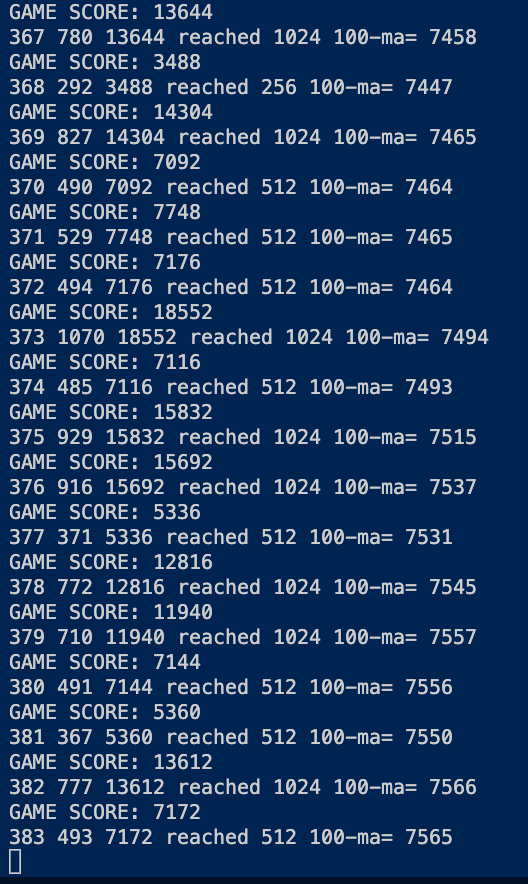 GAME SCORE: 13644
367 780 13644 reached 1024 100-ma= 7458
GAME SCORE: 3488
368 292 3488 reached 256 100-ma= 7447
GAME SCORE: 14304
369 827 14304 reached 1024 100-ma= 7465
GAME SCORE: 7092
370 490 7092 reached 512 100-ma= 7464
GAME SCORE: 7748
371 529 7748 reached 512 100-ma= 7465
GAME SCORE: 7176
372 494 7176 reached 512 100-ma= 7464
GAME SCORE: 18552
373 1070 18552 reached 1024 100-ma= 7494
GAME SCORE: 7116
374 485 7116 reached 512 100-ma= 7493
GAME SCORE: 15832
375 929 15832 reached 1024 100-ma= 7515
GAME SCORE: 15692
376 916 15692 reached 1024 100-ma= 7537
GAME SCORE: 5336
377 371 5336 reached 512 100-ma= 7531
GAME SCORE: 12816
378 772 12816 reached 1024 100-ma= 7545
GAME SCORE: 11940
379 710 11940 reached 1024 100-ma= 7557
GAME SCORE: 7144
380 491 7144 reached 512 100-ma= 7556
GAME SCORE: 5360
381 367 5360 reached 512 100-ma= 7550
GAME SCORE: 13612
382 777 13612 reached 1024 100-ma= 7566
GAME SCORE: 7172
383 493 7172 reached 512 100-ma= 7565